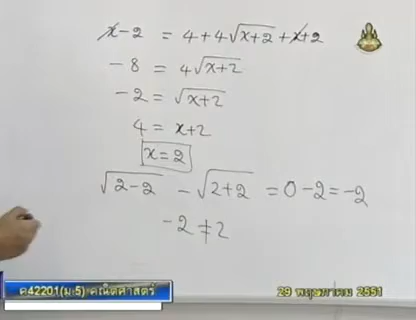 x-2 = 4+4√x+2 +x+2
-8 = 4√x+2
-2 = √x+2
4 = x+2
x=2
√2-2 - √2+2 = 0-2=-2
-2 ≠ 2
ค42201(ม.5) คณิตศาสตร์
29 พฤษภาคม 2551